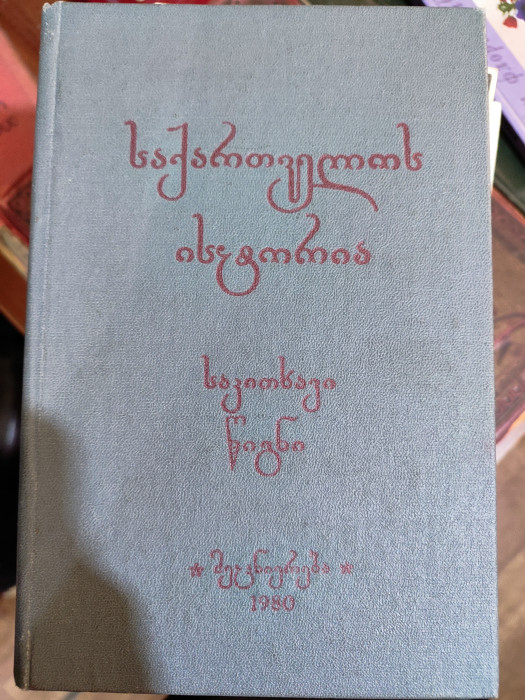 საქართველოს
ისტორია
საკითხავი
წიგნი
* მეცნიერება *
1980